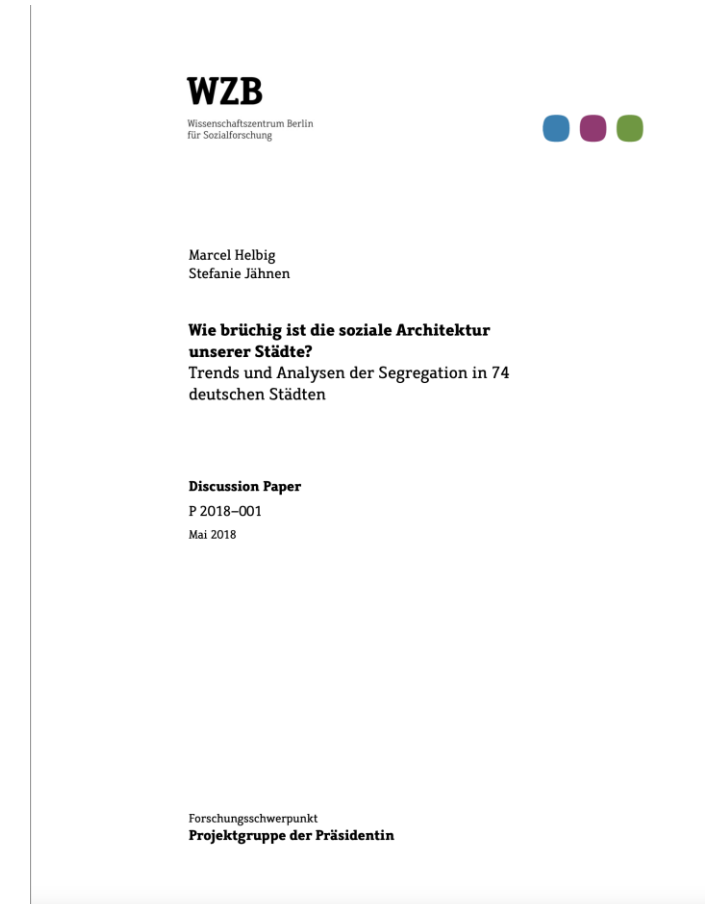 WZB
Wissenschaftszentrum Berlin
für Sozialforschung
Marcel Helbig
Stefanie Jähnen
Wie brüchig ist die soziale Architektur
unserer Städte?
Trends und Analysen der Segregation in 74
deutschen Städten
Discussion Paper
P 2018–001
Mai 2018
Forschungsschwerpunkt
Projektgruppe der Präsidentin